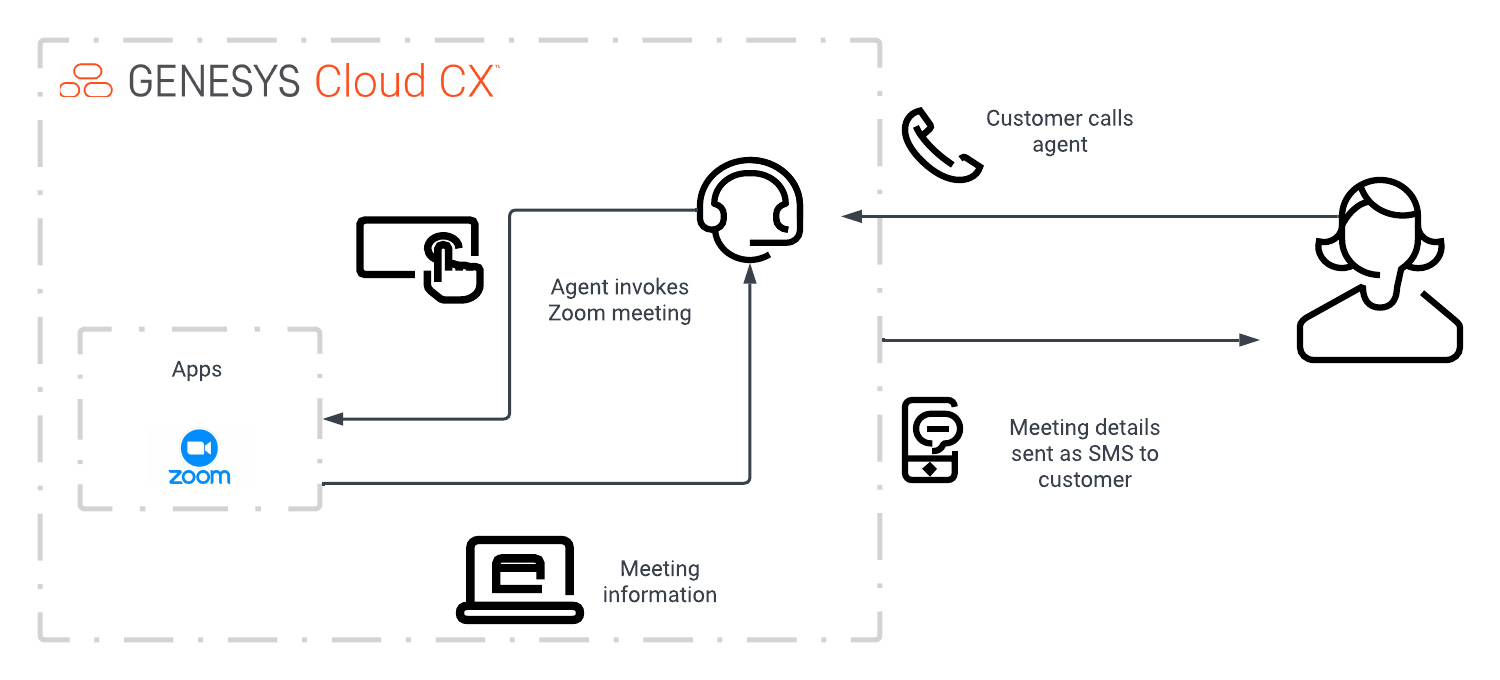 GENESYS Cloud CX™
Customer calls
agent
Agent invokes
Zoom meeting
Apps
zoom
Meeting details
sent as SMS to
customer
Meeting
information